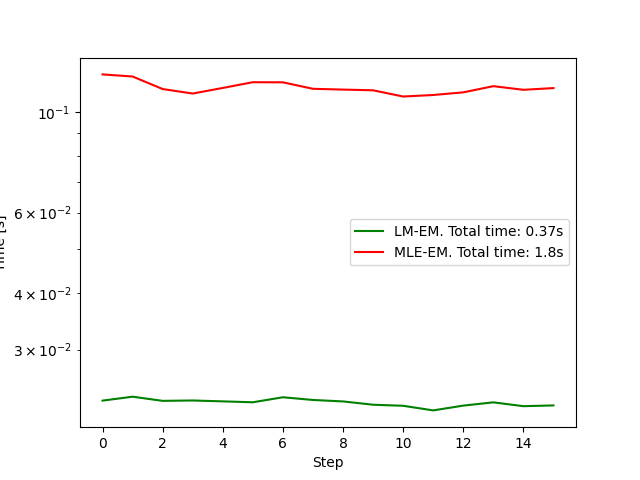 10⁻¹
6 × 10⁻²
4 × 10⁻²
3 × 10⁻²
Time [s]
LM-EM. Total time: 0.37s
MLE-EM. Total time: 1.8s
0 2 4 6 8 10 12 14
Step